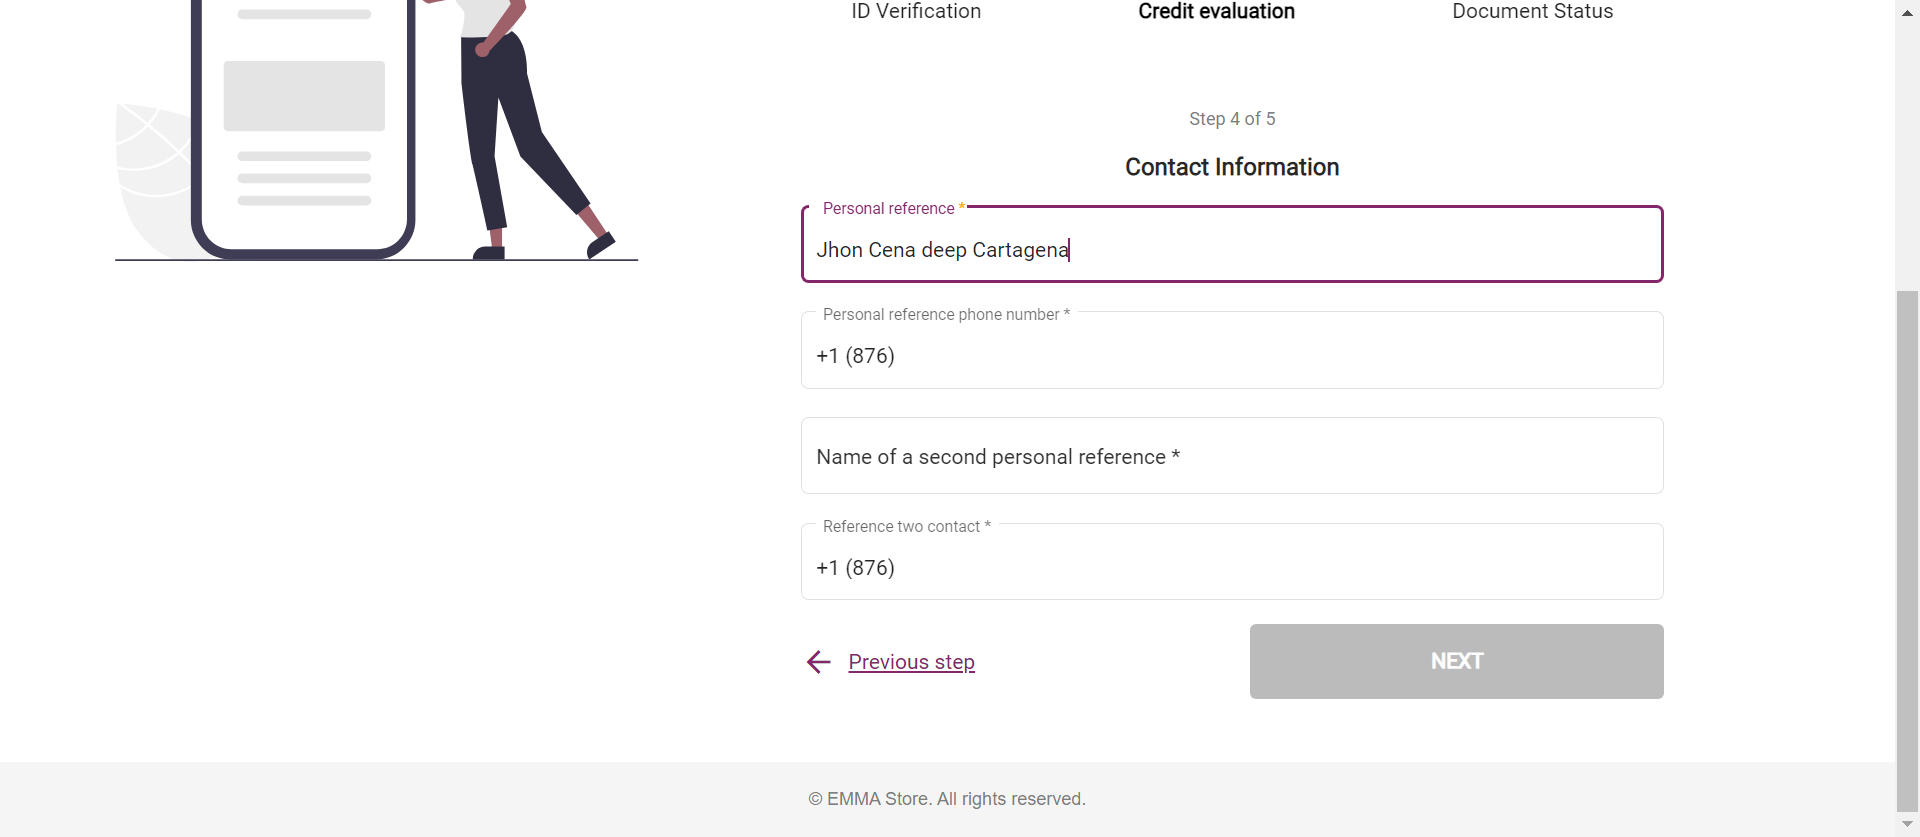 ID Verification
Credit evaluation
Document Status
Step 4 of 5
Contact Information
Personal reference *
Jhon Cena deep Cartagena
Personal reference phone number *
+1 (876)
Name of a second personal reference *
Reference two contact *
+1 (876)
Previous step
NEXT
© EMMA Store. All rights reserved.